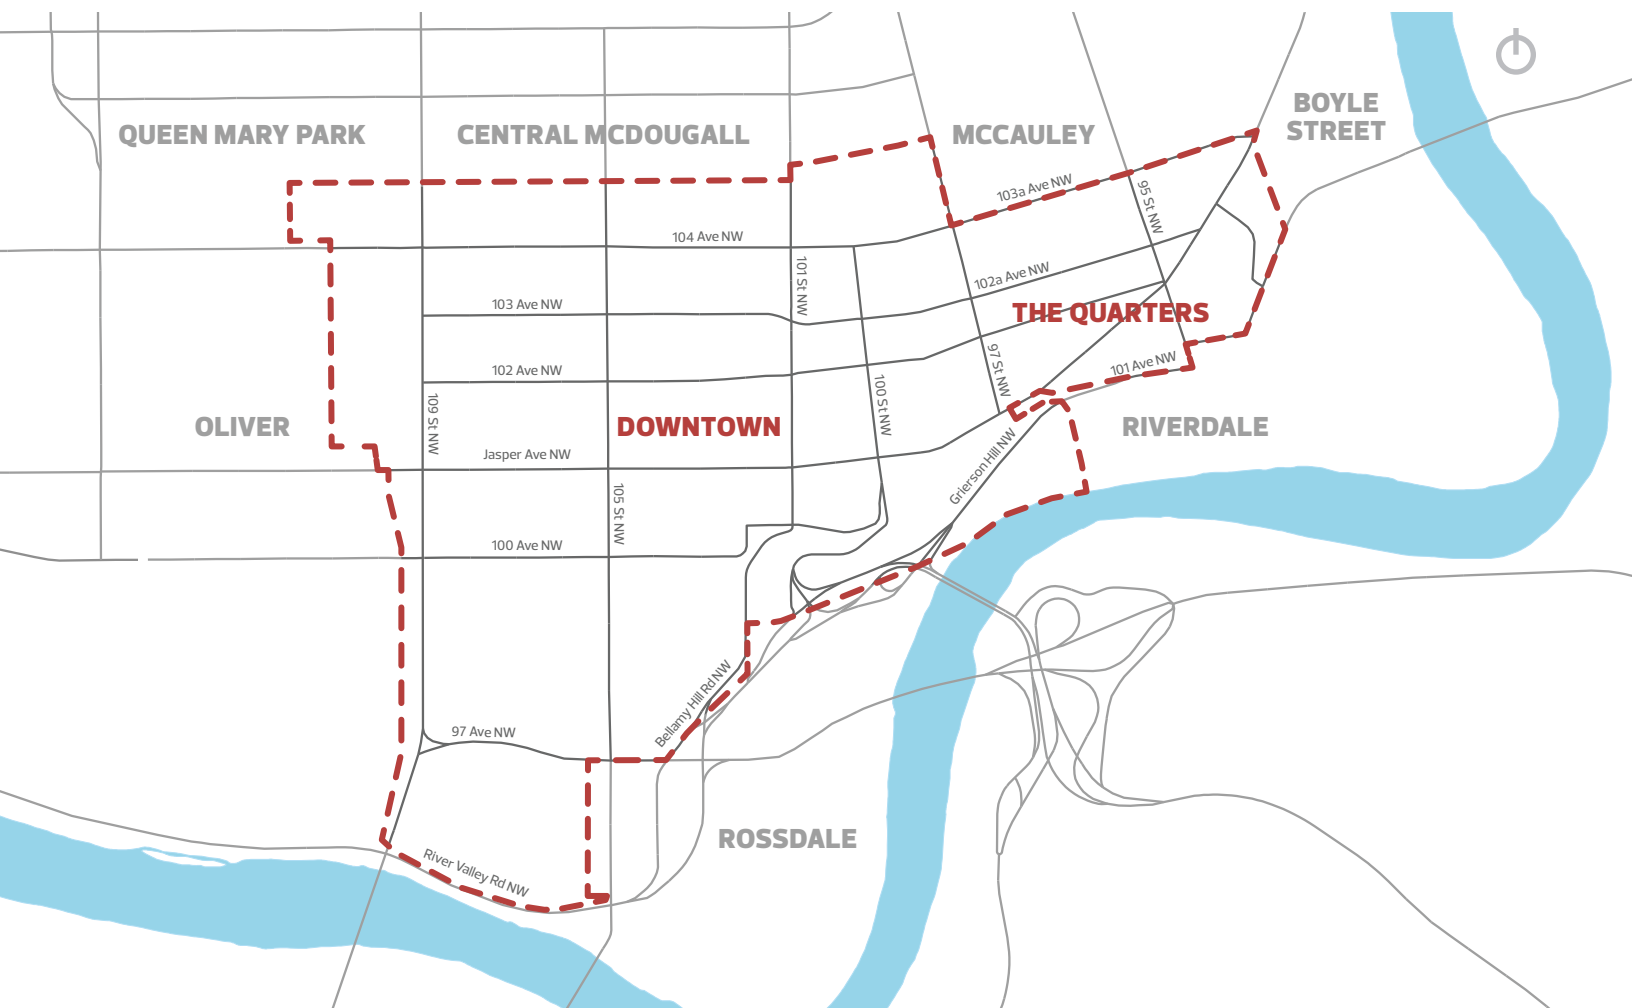 BOYLE
STREET
QUEEN MARY PARK
CENTRAL MCDOUGALL
MCCAULEY
103a Ave NW
95 St NW
104 Ave NW
101 St NW
102a Ave NW
103 Ave NW
THE QUARTERS
97 St NW
101 Ave NW
102 Ave NW
109 St NW
100 St NW
OLIVER
DOWNTOWN
RIVERDALE
Jasper Ave NW
Grierson Hill NW
105 St NW
100 Ave NW
Bellamy Hill Rd NW
97 Ave NW
ROSSDALE
River Valley Rd NW